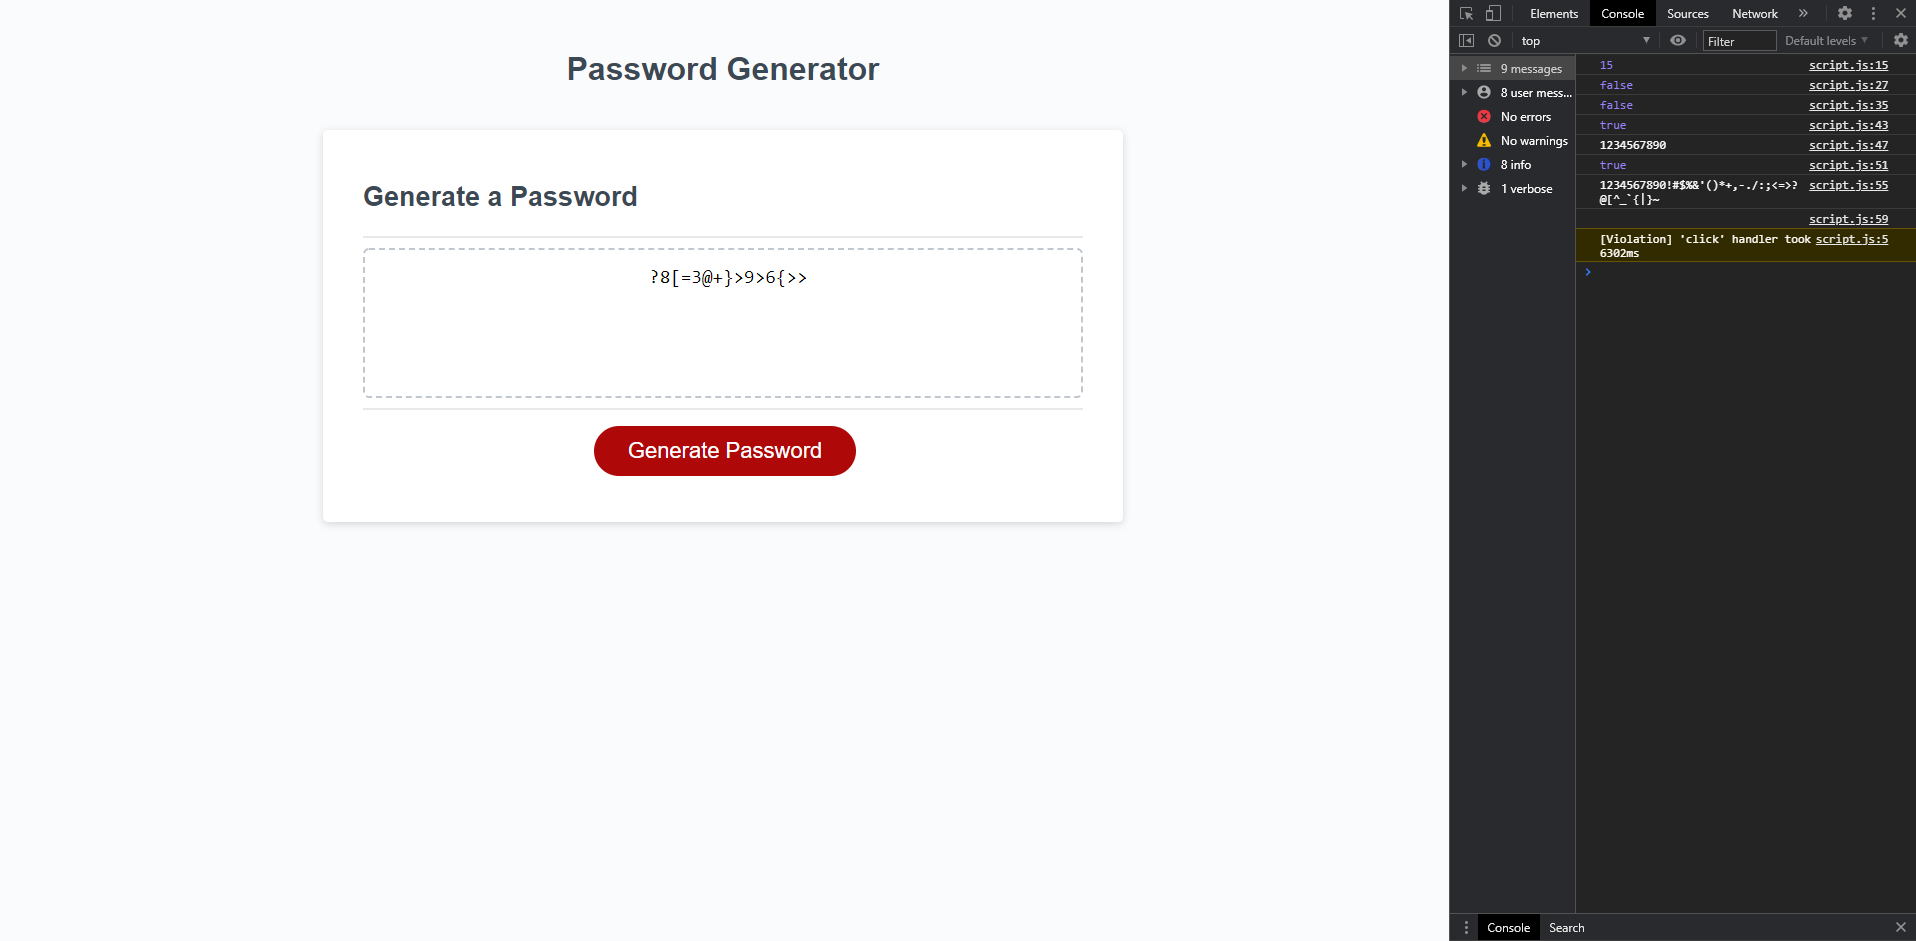 Password Generator
Generate a Password
?8[=3@+}>9>6{>>
Generate Password
Elements Console Sources Network
top Filter Default levels
9 messages
8 user mess...
No errors
No warnings
8 info
1 verbose
15 script.js:15
false script.js:27
false script.js:35
true script.js:43
1234567890 script.js:47
true script.js:51
1234567890!#$%&'()*+,-./:;<=>? script.js:55
@[^_`{|}~
script.js:59
[Violation] 'click' handler took script.js:5
6302ms
Console Search